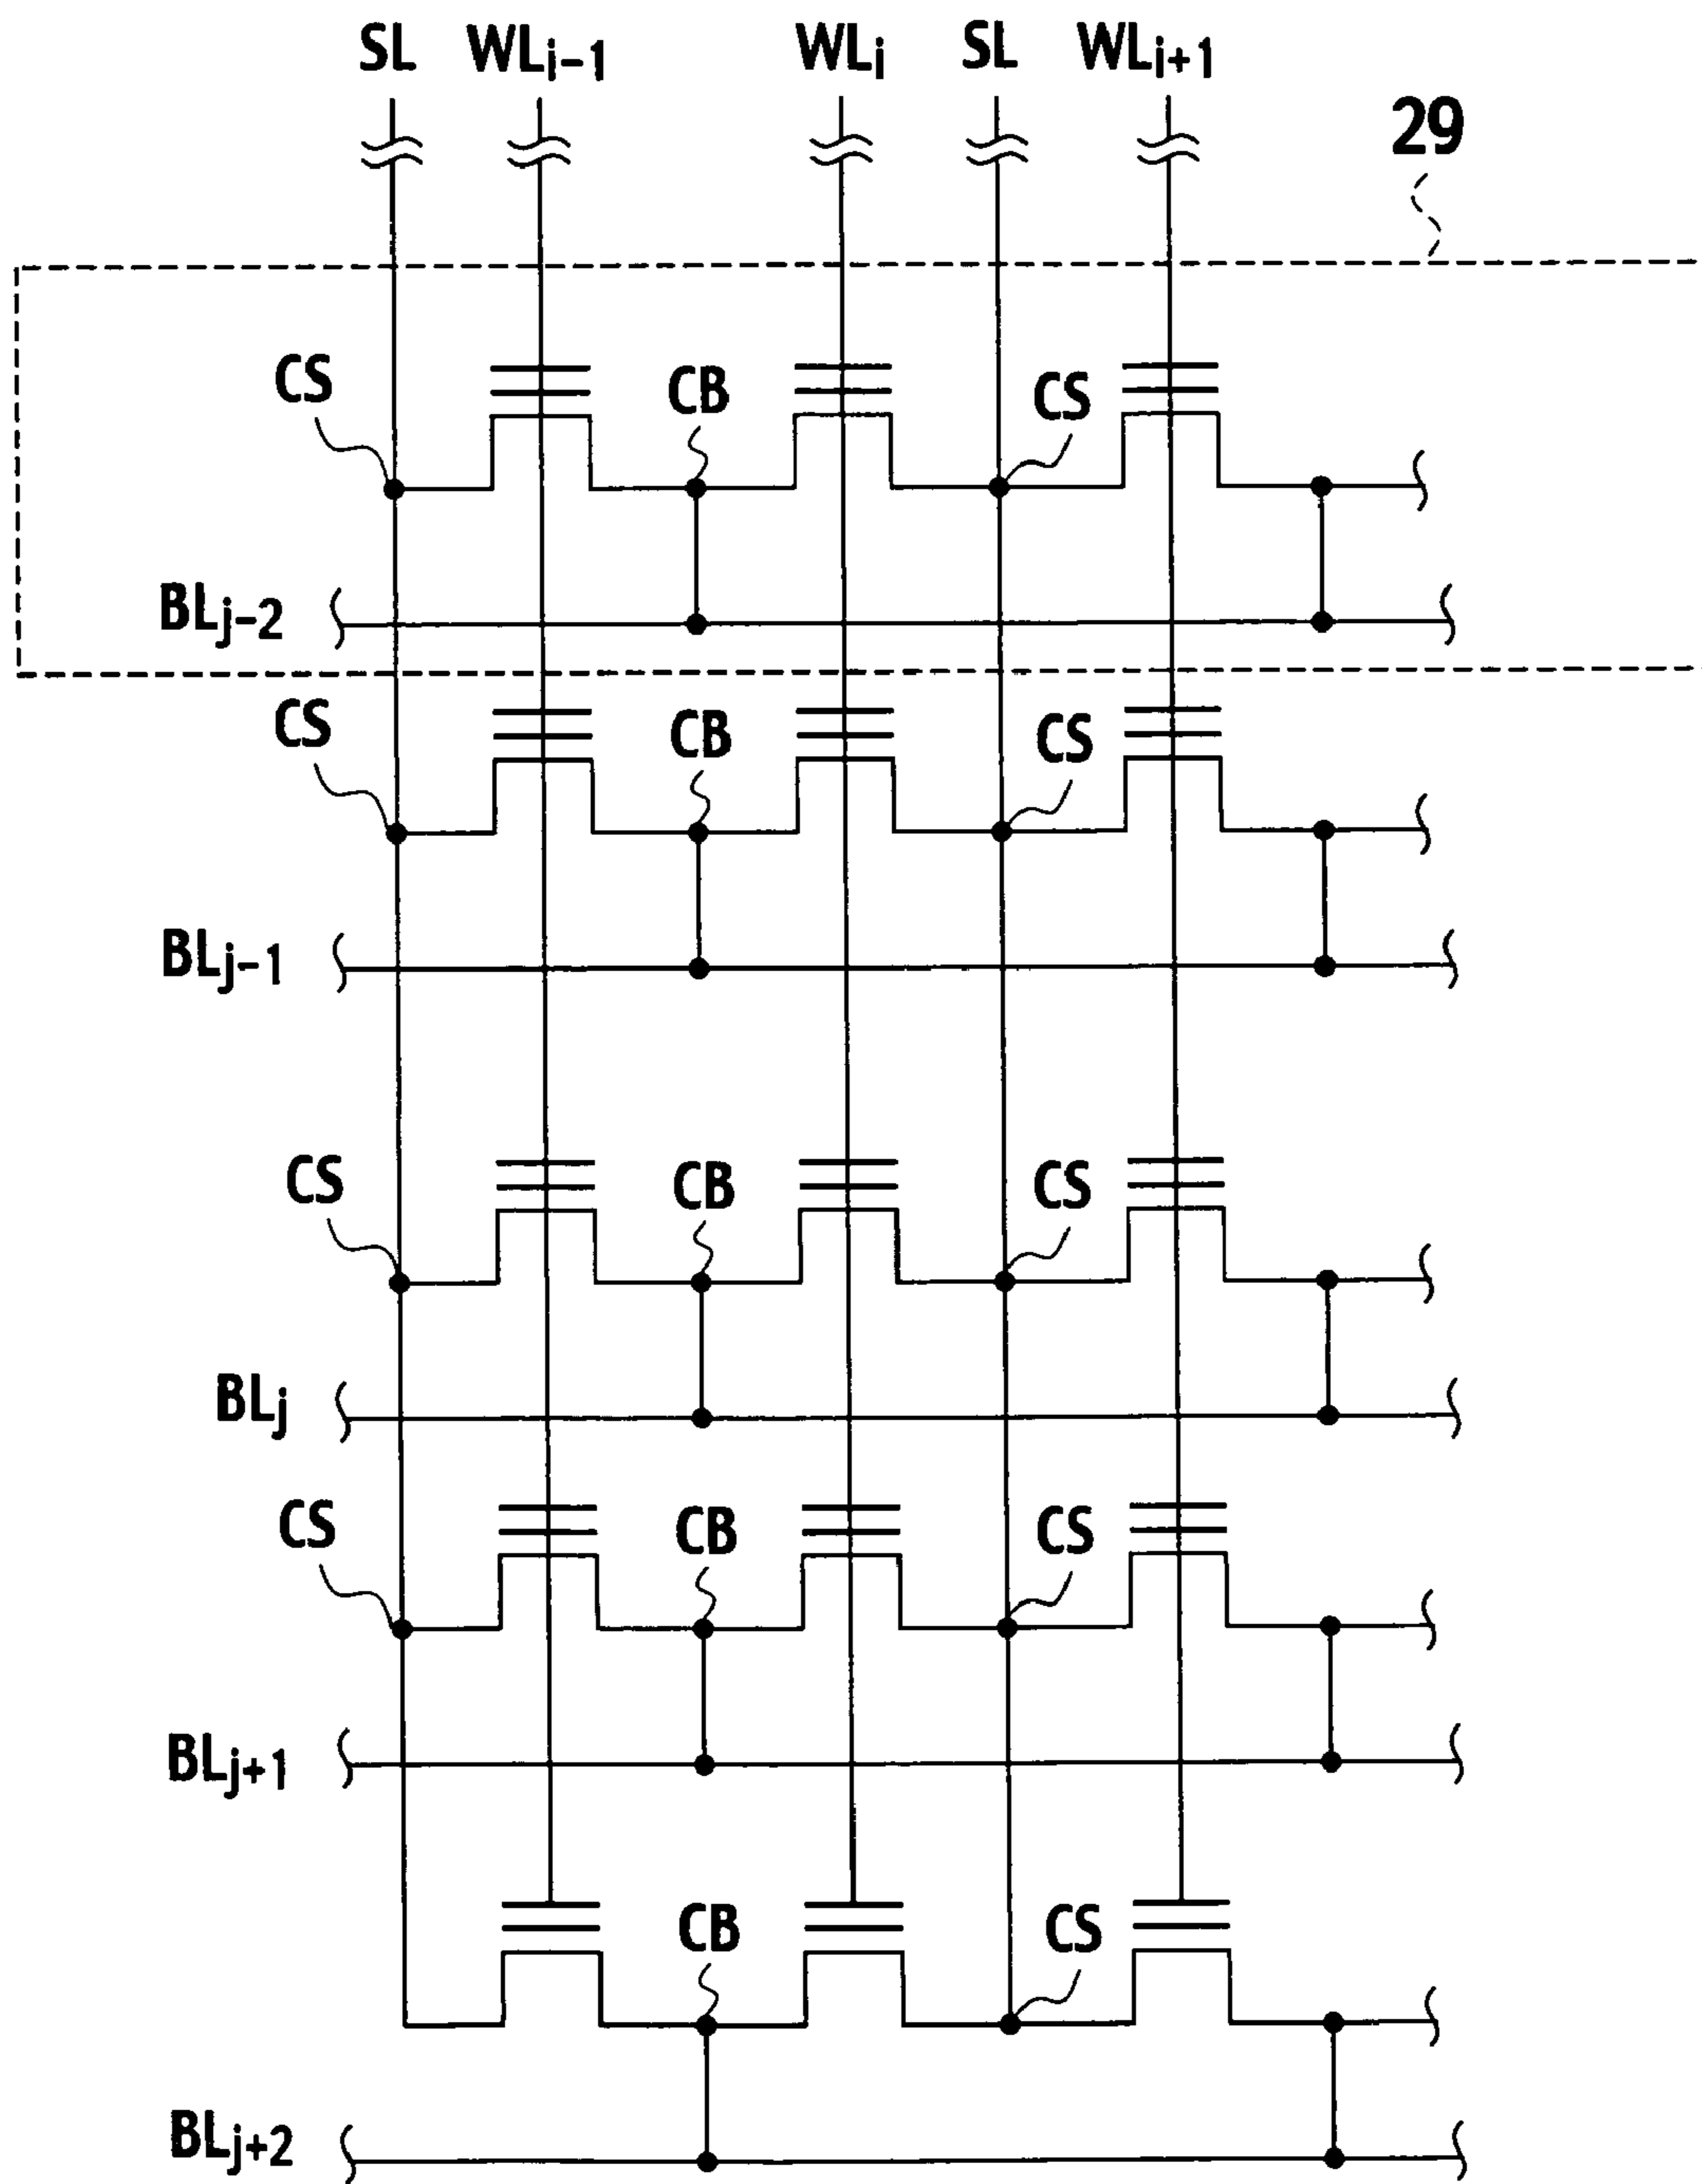 SL WLi-1 WLi SL WLi+1
29
CS CB CS
BLj-2
CS CB CS
BLj-1
CS CB CS
BLj
CS CB CS
BLj+1
CB CS
BLj+2